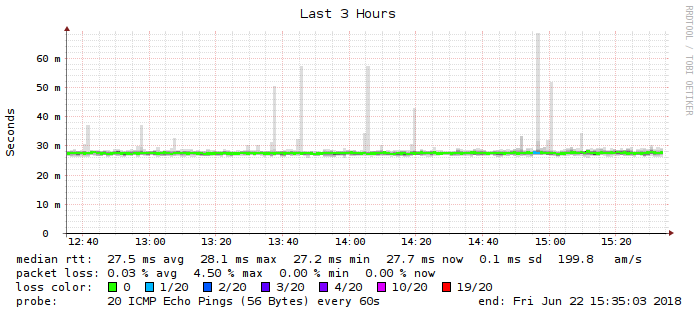 Last 3 Hours
RRDTOOL / TOBI OETIKER
Seconds
60 m
50 m
40 m
30 m
20 m
10 m
0
12:40 13:00 13:20 13:40 14:00 14:20 14:40 15:00 15:20
median rtt: 27.5 ms avg 28.1 ms max 27.2 ms min 27.7 ms now 0.1 ms sd 199.8 am/s
packet loss: 0.03 % avg 4.50 % max 0.00 % min 0.00 % now
loss color: 0 1/20 2/20 3/20 4/20 10/20 19/20
probe: 20 ICMP Echo Pings (56 Bytes) every 60s end: Fri Jun 22 15:35:03 2018